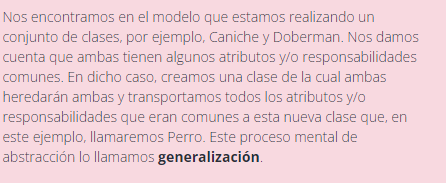 Nos encontramos en el modelo que estamos realizando un
conjunto de clases, por ejemplo, Caniche y Doberman. Nos damos
cuenta que ambas tienen algunos atributos y/o responsabilidades
comunes. En dicho caso, creamos una clase de la cual ambas
heredarán ambas y transportamos todos los atributos y/o
responsabilidades que eran comunes a esta nueva clase que, en
este ejemplo, llamaremos Perro. Este proceso mental de
abstracción lo llamamos generalización.